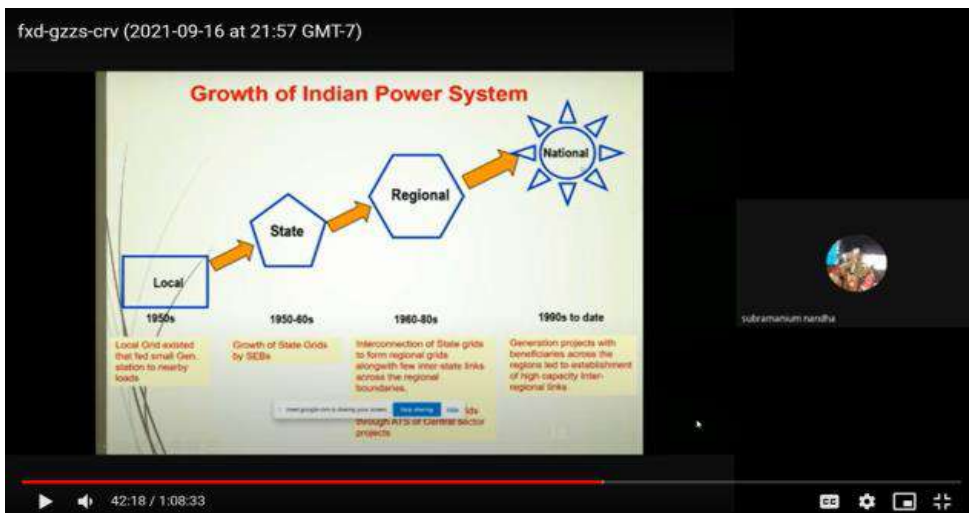 fxd-gzzs-crv (2021-09-16 at 21:57 GMT-7)
Growth of Indian Power System
National
Regional
State
Local
1950s
1950-60s
1960-80s
1990s to date
Local Grid existed
that fed small Gen.
station to nearby
loads
Growth of State Grids
by SEBs
Interconnection of State grids
to form regional grids
alongwith few inter-state links
across the regional
boundaries.
ids
through ATS of Central sector
projects
Generation projects with
beneficiaries across the
regions led to establishment
of high capacity Inter-
regional links
meet.google.com is sharing your screen.
Stop sharing
Hide
subramanium nandha
42:18 / 1:08:33
CC